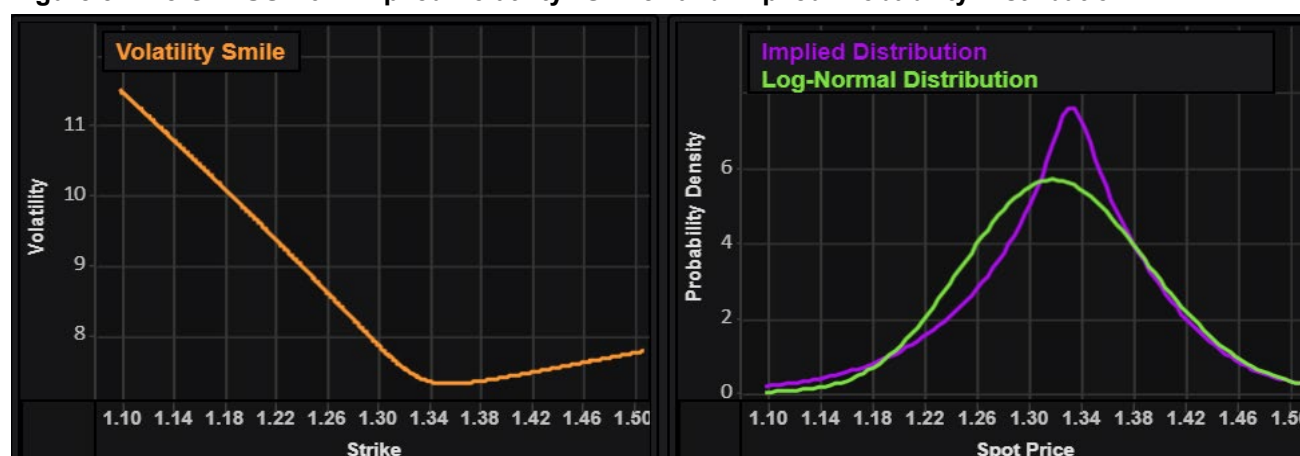 Volatility Smile
11
10
9
8
Volatility
1.10 1.14 1.18 1.22 1.26 1.30 1.34 1.38 1.42 1.46 1.50
Strike
Implied Distribution
Log-Normal Distribution
6
4
2
0
Probability Density
1.10 1.14 1.18 1.22 1.26 1.30 1.34 1.38 1.42 1.46
Spot Price